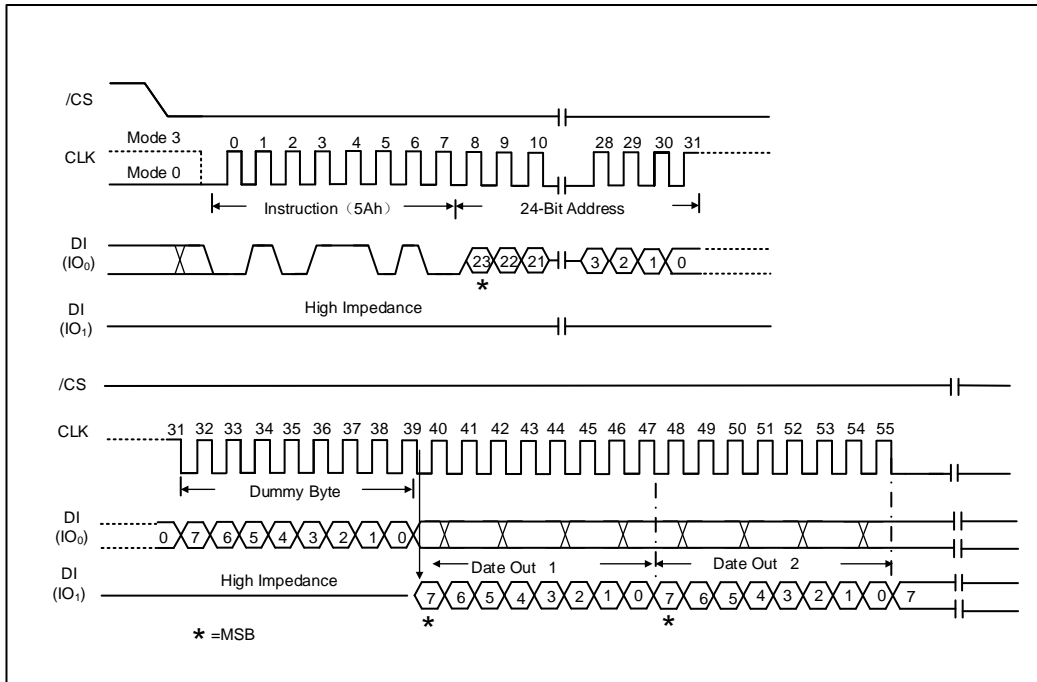 /CS
Mode 3
CLK
Mode 0
0 1 2 3 4 5 6 7 8 9 10 28 29 30 31
Instruction（5Ah） 24-Bit Address
DI
(IO₀)
23 22 21 3 2 1 0
*
High Impedance
DI
(IO₁)
/CS
CLK
31 32 33 34 35 36 37 38 39 40 41 42 43 44 45 46 47 48 49 50 51 52 53 54 55
Dummy Byte
DI
(IO₀)
0 7 6 5 4 3 2 1 0
Date Out 1 Date Out 2
DI
(IO₁)
High Impedance
7 6 5 4 3 2 1 0 7 6 5 4 3 2 1 0 7
* *
* =MSB